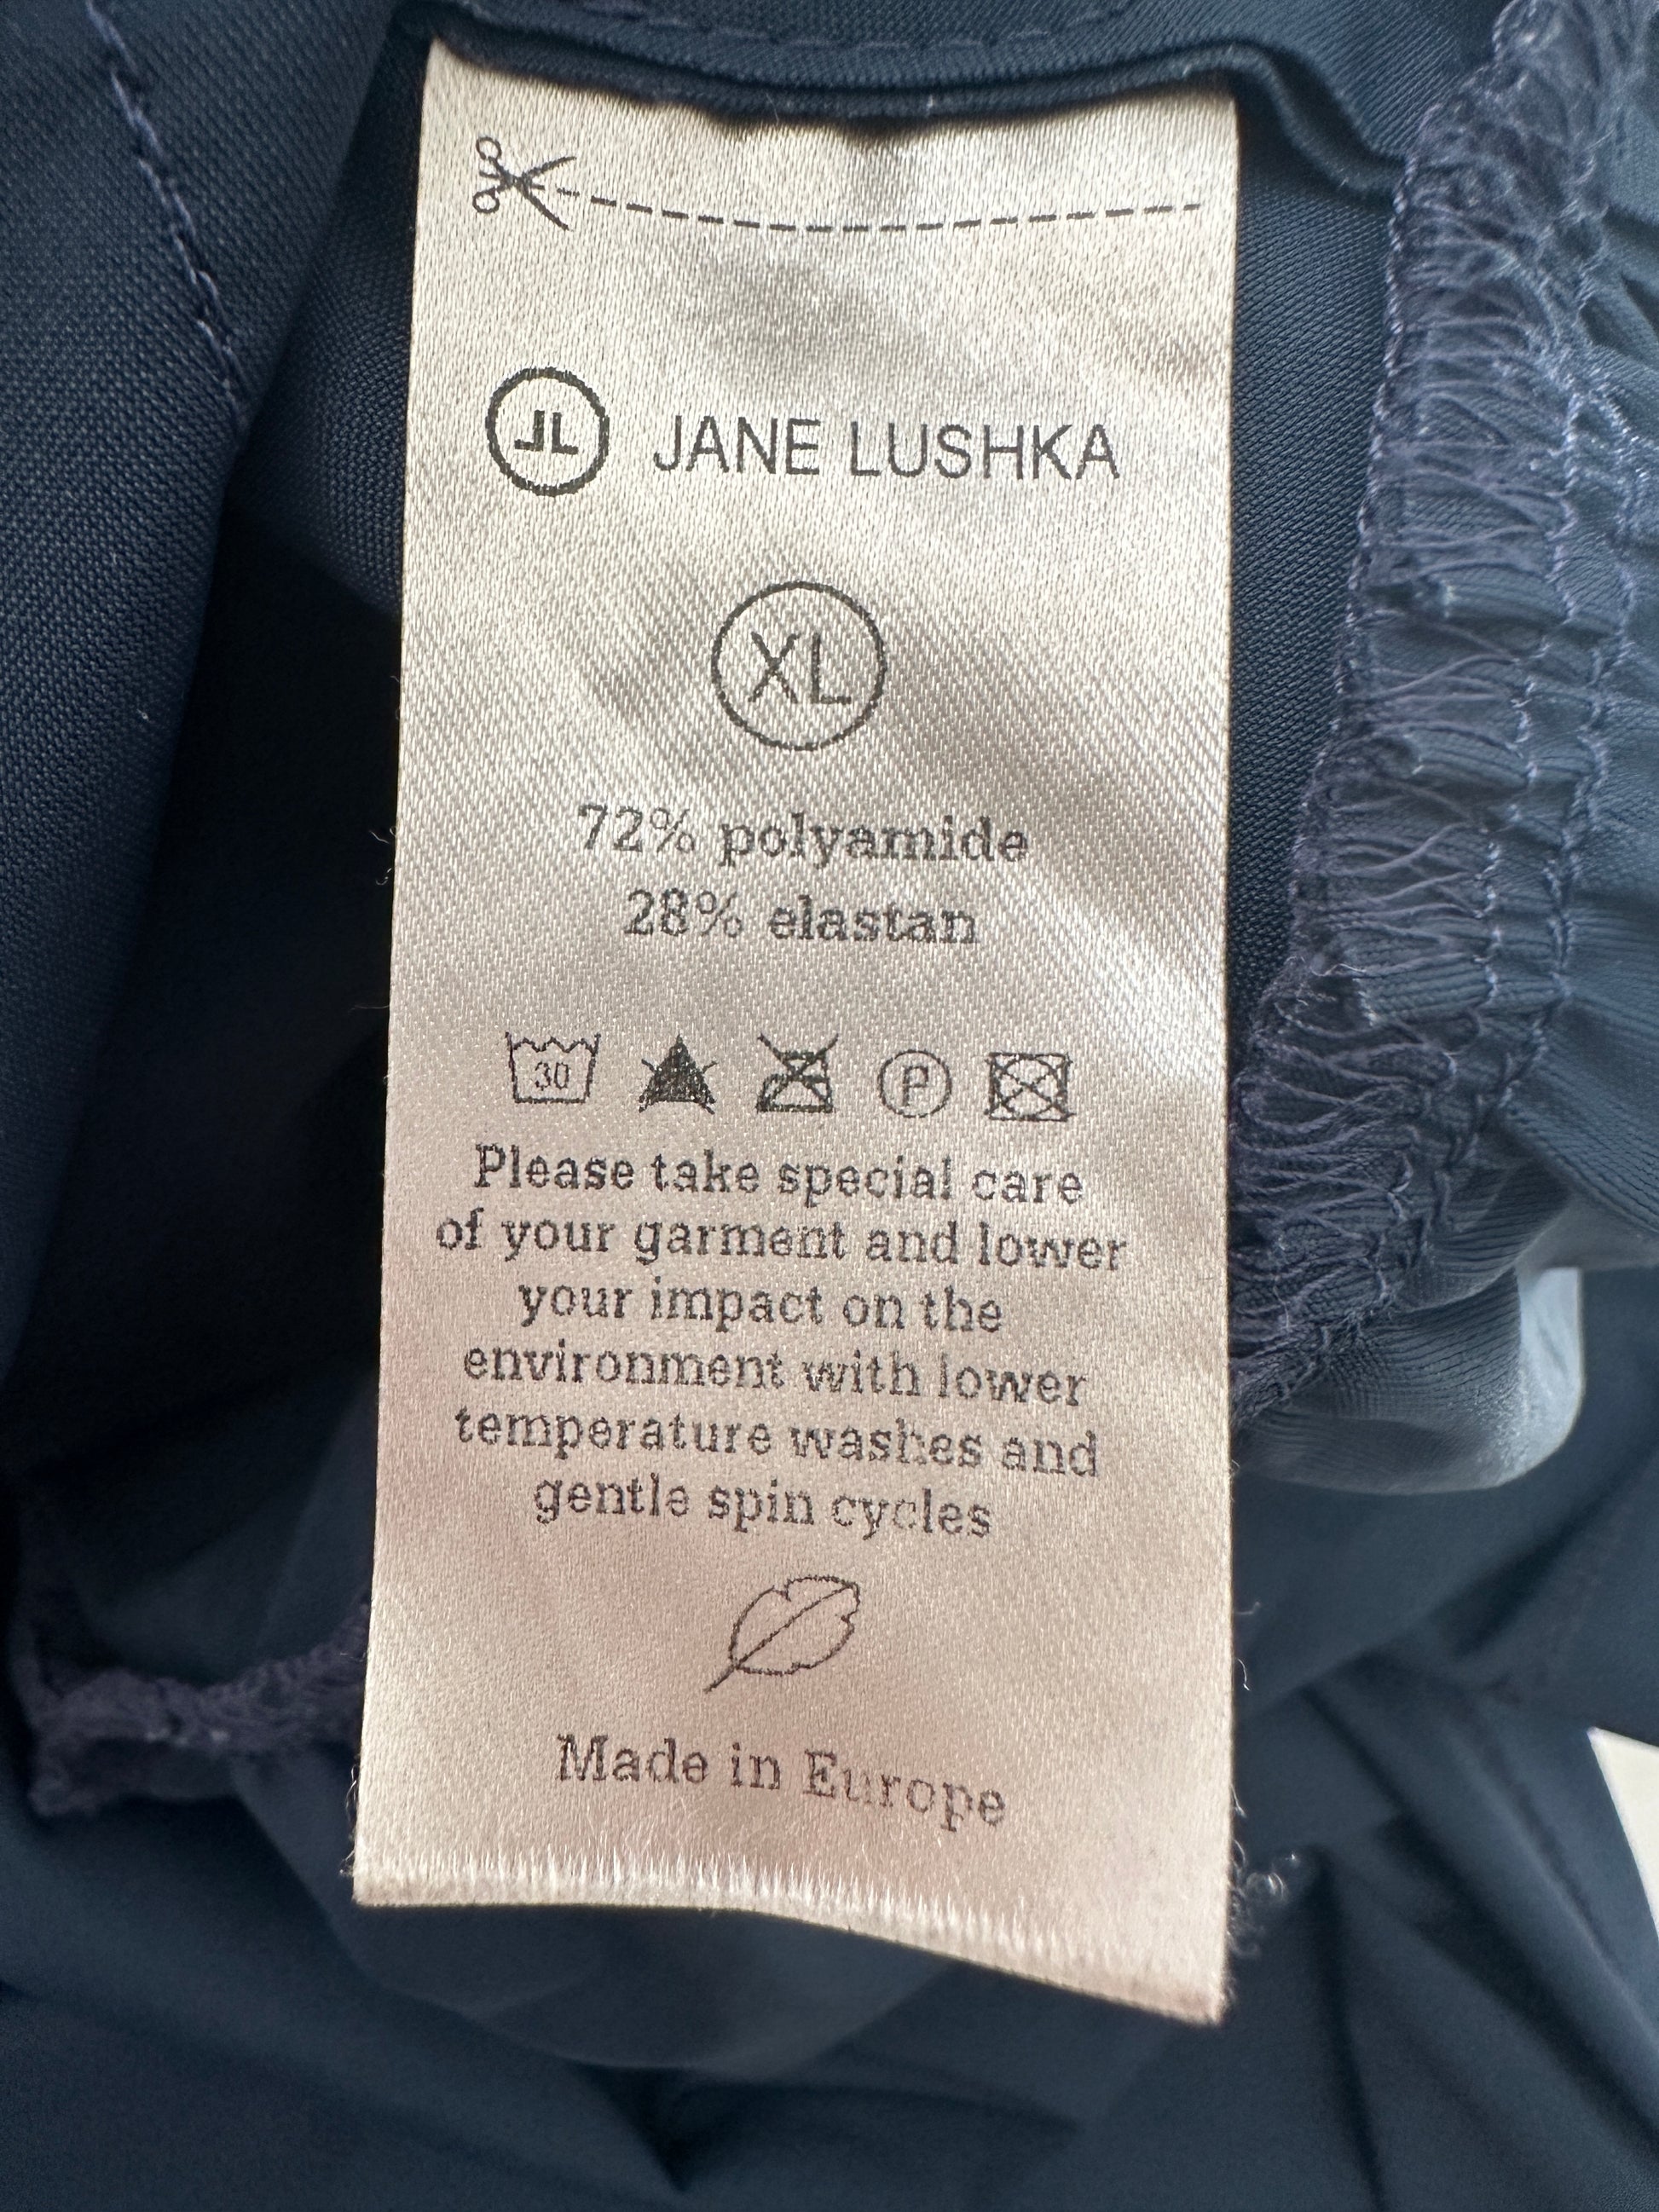 JL JANE LUSHKA
XL
72% polyamide
28% elastan
30 P
Please take special care
of your garment and lower
your impact on the
environment with lower
temperature washes and
gentle spin cycles
Made in Europe